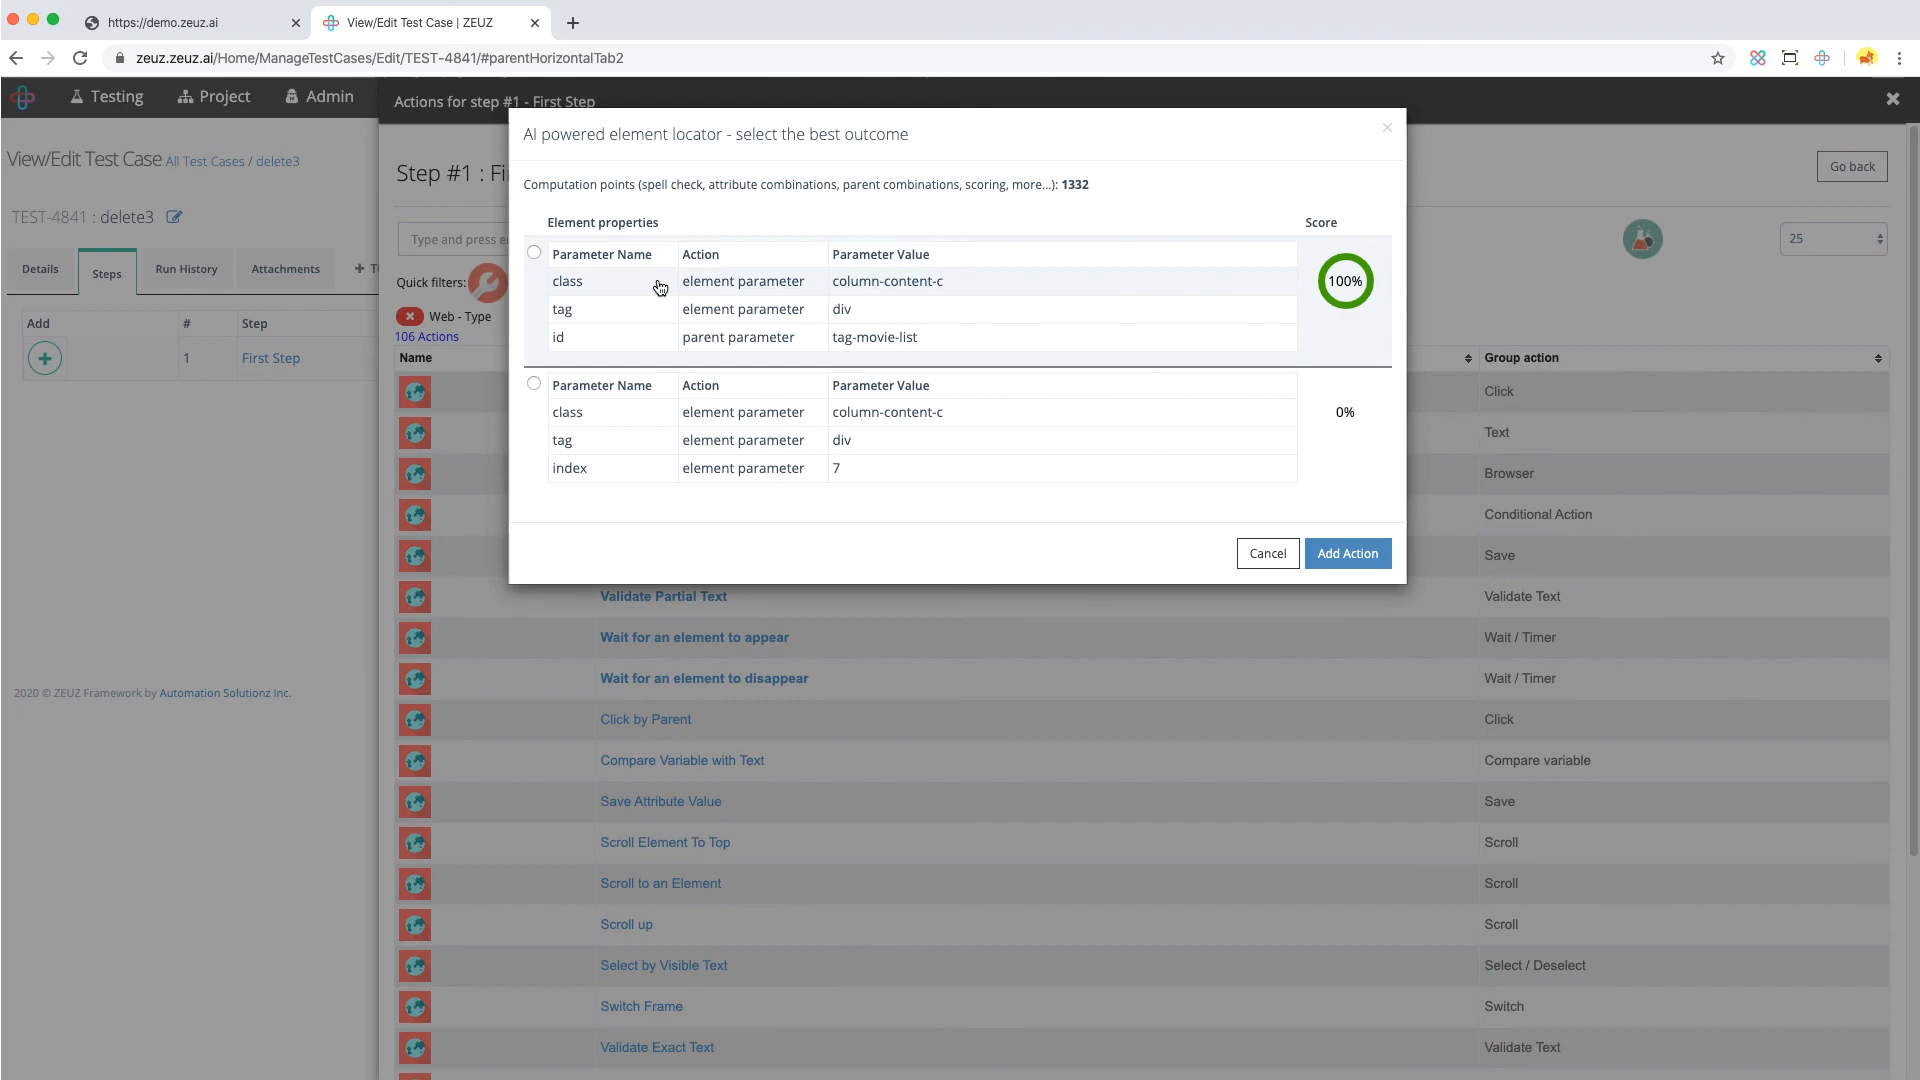 https://demo.zeuz.ai
View/Edit Test Case | ZEUZ
zeuz.zeuz.ai/Home/ManageTestCases/Edit/TEST-4841/#parentHorizontalTab2
Testing
Project
Admin
Actions for step #1 - First Step
View/Edit Test Case All Test Cases / delete3
TEST-4841 : delete3
Details
Steps
Run History
Attachments
Add
#
Step
1
First Step
2020 © ZEUZ Framework by Automation Solutionz Inc.
Step #1 :
Go back
Type and press
25
Quick filters:
Web - Type
106 Actions
Name
Group action
AI powered element locator - select the best outcome
Computation points (spell check, attribute combinations, parent combinations, scoring, more...): 1332
Element properties
Score
Parameter Name Action Parameter Value
class element parameter column-content-c
100%
tag element parameter div
id parent parameter tag-movie-list
Parameter Name Action Parameter Value
class element parameter column-content-c
0%
tag element parameter div
index element parameter 7
Cancel
Add Action
Click
Text
Browser
Conditional Action
Save
Validate Partial Text Validate Text
Wait for an element to appear Wait / Timer
Wait for an element to disappear Wait / Timer
Click by Parent Click
Compare Variable with Text Compare variable
Save Attribute Value Save
Scroll Element To Top Scroll
Scroll to an Element Scroll
Scroll up Scroll
Select by Visible Text Select / Deselect
Switch Frame Switch
Validate Exact Text Validate Text